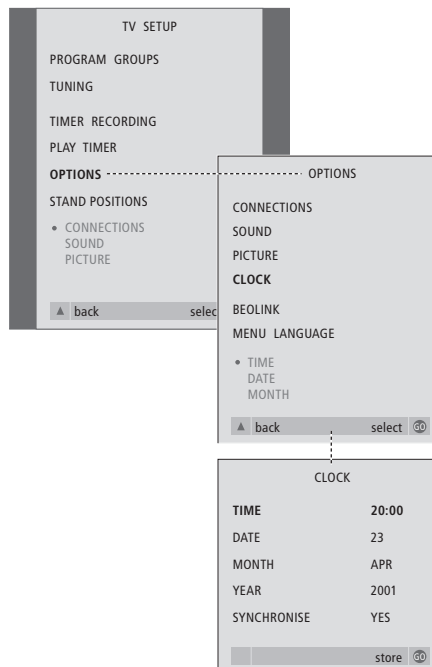 TV SETUP
PROGRAM GROUPS
TUNING
TIMER RECORDING
PLAY TIMER
OPTIONS
STAND POSITIONS
• CONNECTIONS
SOUND
PICTURE
▲ back selec
OPTIONS
CONNECTIONS
SOUND
PICTURE
CLOCK
BEOLINK
MENU LANGUAGE
• TIME
DATE
MONTH
▲ back select GO
CLOCK
TIME 20:00
DATE 23
MONTH APR
YEAR 2001
SYNCHRONISE YES
store GO